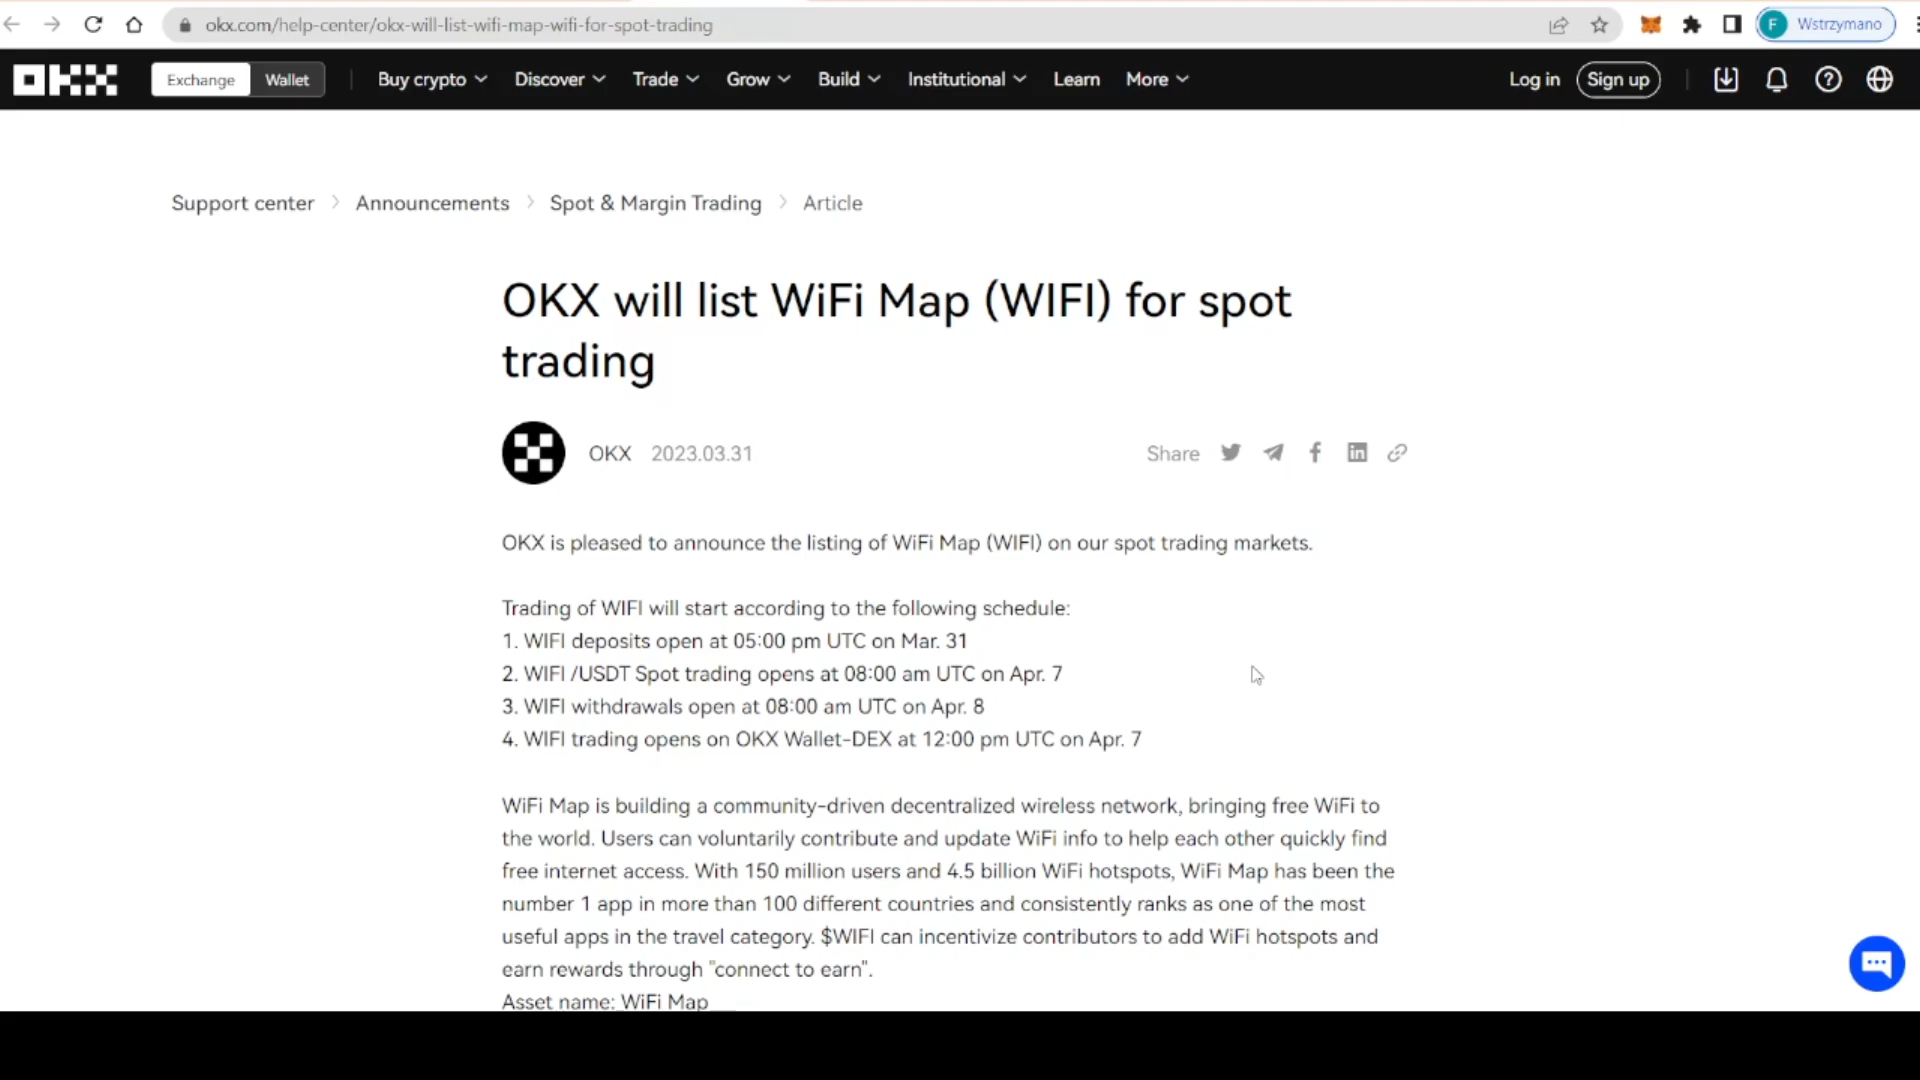 okx.com/help-center/okx-will-list-wifi-map-wifi-for-spot-trading
F Wstrzymano
OKX Exchange Wallet Buy crypto Discover Trade Grow Build Institutional Learn More Log in Sign up
Support center Announcements Spot & Margin Trading Article
OKX will list WiFi Map (WIFI) for spot
trading
OKX 2023.03.31 Share
OKX is pleased to announce the listing of WiFi Map (WIFI) on our spot trading markets.
Trading of WIFI will start according to the following schedule:
1. WIFI deposits open at 05:00 pm UTC on Mar. 31
2. WIFI /USDT Spot trading opens at 08:00 am UTC on Apr. 7
3. WIFI withdrawals open at 08:00 am UTC on Apr. 8
4. WIFI trading opens on OKX Wallet-DEX at 12:00 pm UTC on Apr. 7
WiFi Map is building a community-driven decentralized wireless network, bringing free WiFi to
the world. Users can voluntarily contribute and update WiFi info to help each other quickly find
free internet access. With 150 million users and 4.5 billion WiFi hotspots, WiFi Map has been the
number 1 app in more than 100 different countries and consistently ranks as one of the most
useful apps in the travel category. $WIFI can incentivize contributors to add WiFi hotspots and
earn rewards through "connect to earn".
Asset name: WiFi Map